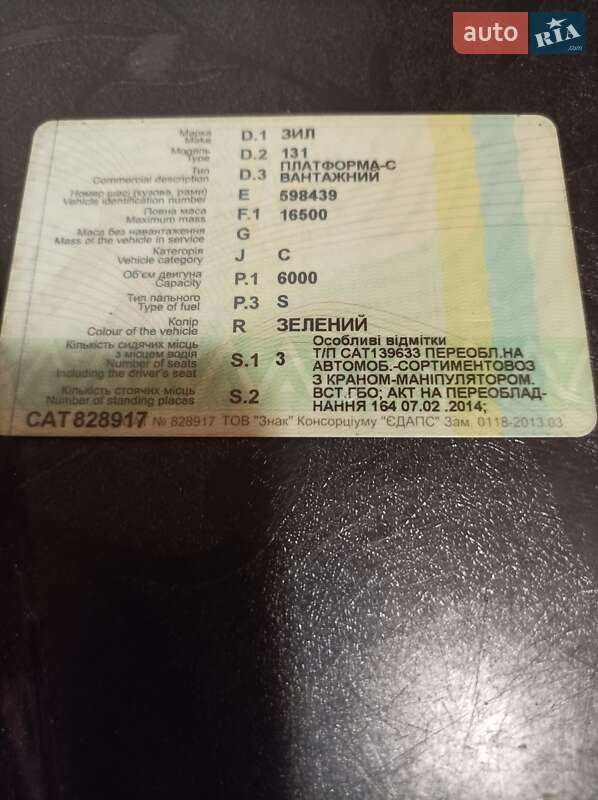 auto RIA .com
Марка D.1 ЗИЛ
Make
Модель D.2 131
Type
Тип D.3 ПЛАТФОРМА-С
Commercial description ВАНТАЖНИЙ
Номер шасі (кузова, рами) E 598439
Vehicle identification number
Повна маса F.1 16500
Maximum mass
Маса без навантаження G
Mass of the vehicle in service
Категорія J C
Vehicle category
Об'єм двигуна P.1 6000
Capacity
Тип пального P.3 S
Type of fuel
Колір R ЗЕЛЕНИЙ
Colour of the vehicle
Кількість сидячих місць
з місцем водія S.1 3
Number of seats
Including the driver's seat
Кількість стоячих місць S.2
Number of standing places
Особливі відмітки
Т/П САТ139633 ПЕРЕОБЛ.НА
АВТОМОБ.-СОРТИМЕНТОВОЗ
З КРАНОМ-МАНІПУЛЯТОРОМ.
ВСТ.ГБО; АКТ НА ПЕРЕОБЛАД-
НАННЯ 164 07.02 .2014;
САТ 828917 № 828917 ТОВ "Знак" Консорціуму "ЄДАПС" Зам. 0118-2013.03